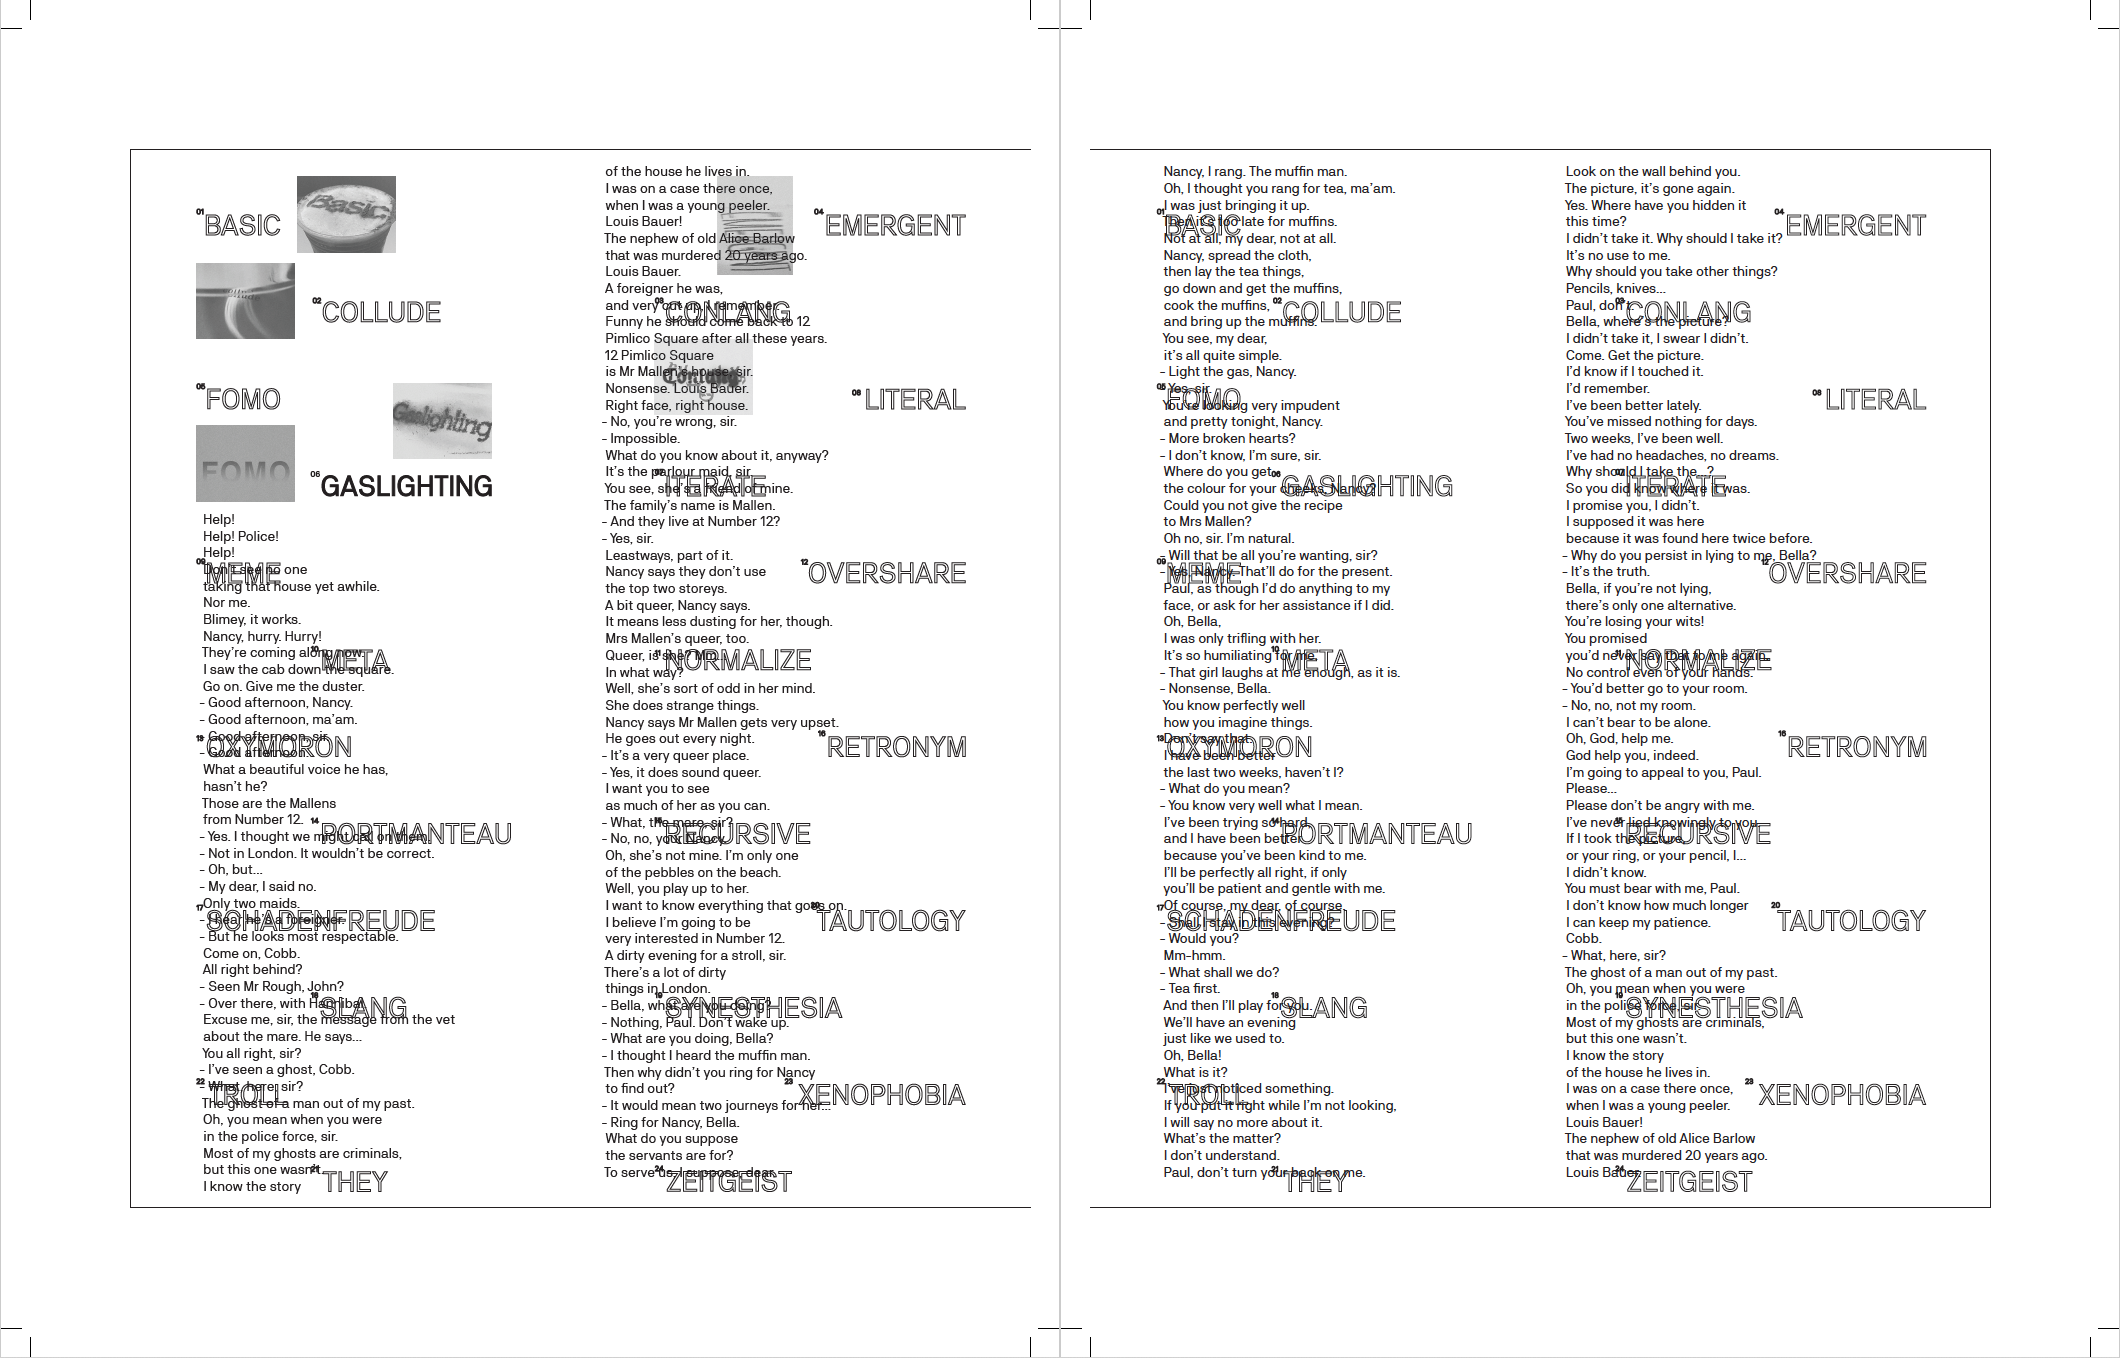 01 BASIC
Basic
02 COLLUDE
05 FOMO
Gaslighting
FOMO
06 GASLIGHTING
Help!
Help! Police!
Help!
Don't see no one
taking that house yet awhile.
Nor me.
Blimey, it works.
Nancy, hurry. Hurry!
They're coming along now.
I saw the cab down the square.
Go on. Give me the duster.
- Good afternoon, Nancy.
- Good afternoon, ma'am.
- Good afternoon, sir.
- Good afternoon.
What a beautiful voice he has,
hasn't he?
Those are the Mallens
from Number 12.
- Yes. I thought we might call on them.
- Not in London. It wouldn't be correct.
- Oh, but...
- My dear, I said no.
Only two maids.
- I hear he's a foreigner.
- But he looks most respectable.
Come on, Cobb.
All right behind?
- Seen Mr Rough, John?
- Over there, with Hannibal.
Excuse me, sir, the message from the vet
about the mare. He says...
You all right, sir?
- I've seen a ghost, Cobb.
- What, here, sir?
The ghost of a man out of my past.
Oh, you mean when you were
in the police force, sir.
Most of my ghosts are criminals,
but this one wasn't.
I know the story
09 MEME
10 META
13 OXYMORON
14 PORTMANTEAU
17 SCHADENFREUDE
18 SLANG
22 TROLL
21 THEY
of the house he lives in.
I was on a case there once,
when I was a young peeler.
Louis Bauer!
The nephew of old Alice Barlow
that was murdered 20 years ago.
Louis Bauer.
A foreigner he was,
and very cut up, I remember.
Funny he should come back to 12
Pimlico Square after all these years.
12 Pimlico Square
is Mr Mallen's house, sir.
Nonsense. Louis Bauer.
Right face, right house.
- No, you're wrong, sir.
- Impossible.
What do you know about it, anyway?
It's the parlour maid, sir.
You see, she's a friend of mine.
The family's name is Mallen.
- And they live at Number 12?
- Yes, sir.
Leastways, part of it.
Nancy says they don't use
the top two storeys.
A bit queer, Nancy says.
It means less dusting for her, though.
Mrs Mallen's queer, too.
Queer, is she? Mm...
In what way?
Well, she's sort of odd in her mind.
She does strange things.
Nancy says Mr Mallen gets very upset.
He goes out every night.
- It's a very queer place.
- Yes, it does sound queer.
I want you to see
as much of her as you can.
- What, the mare, sir?
- No, no, your Nancy.
Oh, she's not mine. I'm only one
of the pebbles on the beach.
Well, you play up to her.
I want to know everything that goes on.
I believe I'm going to be
very interested in Number 12.
A dirty evening for a stroll, sir.
There's a lot of dirty
things in London.
- Bella, what are you doing?
- Nothing, Paul. Don't wake up.
- What are you doing, Bella?
- I thought I heard the muffin man.
Then why didn't you ring for Nancy
to find out?
- It would mean two journeys for her...
- Ring for Nancy, Bella.
What do you suppose
the servants are for?
To serve us, I suppose, dear.
04 EMERGENT
03 CONLANG
Conlang
08 LITERAL
07 ITERATE
12 OVERSHARE
11 NORMALIZE
16 RETRONYM
15 RECURSIVE
20 TAUTOLOGY
19 SYNESTHESIA
23 XENOPHOBIA
24 ZEITGEIST
Nancy, I rang. The muffin man.
Oh, I thought you rang for tea, ma'am.
I was just bringing it up.
Then it's too late for muffins.
Not at all, my dear, not at all.
Nancy, spread the cloth,
then lay the tea things,
go down and get the muffins,
cook the muffins,
and bring up the muffins.
You see, my dear,
it's all quite simple.
- Light the gas, Nancy.
- Yes, sir.
You're looking very impudent
and pretty tonight, Nancy.
- More broken hearts?
- I don't know, I'm sure, sir.
Where do you get
the colour for your cheeks, Nancy?
Could you not give the recipe
to Mrs Mallen?
Oh no, sir. I'm natural.
- Will that be all you're wanting, sir?
- Yes, Nancy. That'll do for the present.
Paul, as though I'd do anything to my
face, or ask for her assistance if I did.
Oh, Bella,
I was only trifling with her.
It's so humiliating for me.
- That girl laughs at me enough, as it is.
- Nonsense, Bella.
You know perfectly well
how you imagine things.
Don't say that.
I have been better
the last two weeks, haven't I?
- What do you mean?
- You know very well what I mean.
I've been trying so hard,
and I have been better
because you've been kind to me.
I'll be perfectly all right, if only
you'll be patient and gentle with me.
Of course, my dear, of course.
- Shall I stay in this evening?
- Would you?
Mm-hmm.
- What shall we do?
- Tea first.
And then I'll play for you.
We'll have an evening
just like we used to.
Oh, Bella!
What is it?
I've just noticed something.
If you put it right while I'm not looking,
I will say no more about it.
What's the matter?
I don't understand.
Paul, don't turn your back on me.
01 BASIC
02 COLLUDE
05 FOMO
06 GASLIGHTING
09 MEME
10 META
13 OXYMORON
14 PORTMANTEAU
17 SCHADENFREUDE
18 SLANG
22 TROLL
21 THEY
Look on the wall behind you.
The picture, it's gone again.
Yes. Where have you hidden it
this time?
I didn't take it. Why should I take it?
It's no use to me.
Why should you take other things?
Pencils, knives...
Paul, don't.
Bella, where's the picture?
I didn't take it, I swear I didn't.
Come. Get the picture.
I'd know if I touched it.
I'd remember.
I've been better lately.
You've missed nothing for days.
Two weeks, I've been well.
I've had no headaches, no dreams.
Why should I take the...?
So you did know where it was.
I promise you, I didn't.
I supposed it was here
because it was found here twice before.
- Why do you persist in lying to me, Bella?
- It's the truth.
Bella, if you're not lying,
there's only one alternative.
You're losing your wits!
You promised
you'd never say that to me again.
No control even of your hands.
- You'd better go to your room.
- No, no, not my room.
I can't bear to be alone.
Oh, God, help me.
God help you, indeed.
I'm going to appeal to you, Paul.
Please...
Please don't be angry with me.
I've never lied knowingly to you.
If I took the picture,
or your ring, or your pencil, I...
I didn't know.
You must bear with me, Paul.
I don't know how much longer
I can keep my patience.
Cobb.
- What, here, sir?
The ghost of a man out of my past.
Oh, you mean when you were
in the police force, sir.
Most of my ghosts are criminals,
but this one wasn't.
I know the story
of the house he lives in.
I was on a case there once,
when I was a young peeler.
Louis Bauer!
The nephew of old Alice Barlow
that was murdered 20 years ago.
Louis Bauer.
04 EMERGENT
03 CONLANG
08 LITERAL
07 ITERATE
12 OVERSHARE
11 NORMALIZE
16 RETRONYM
15 RECURSIVE
20 TAUTOLOGY
19 SYNESTHESIA
23 XENOPHOBIA
24 ZEITGEIST